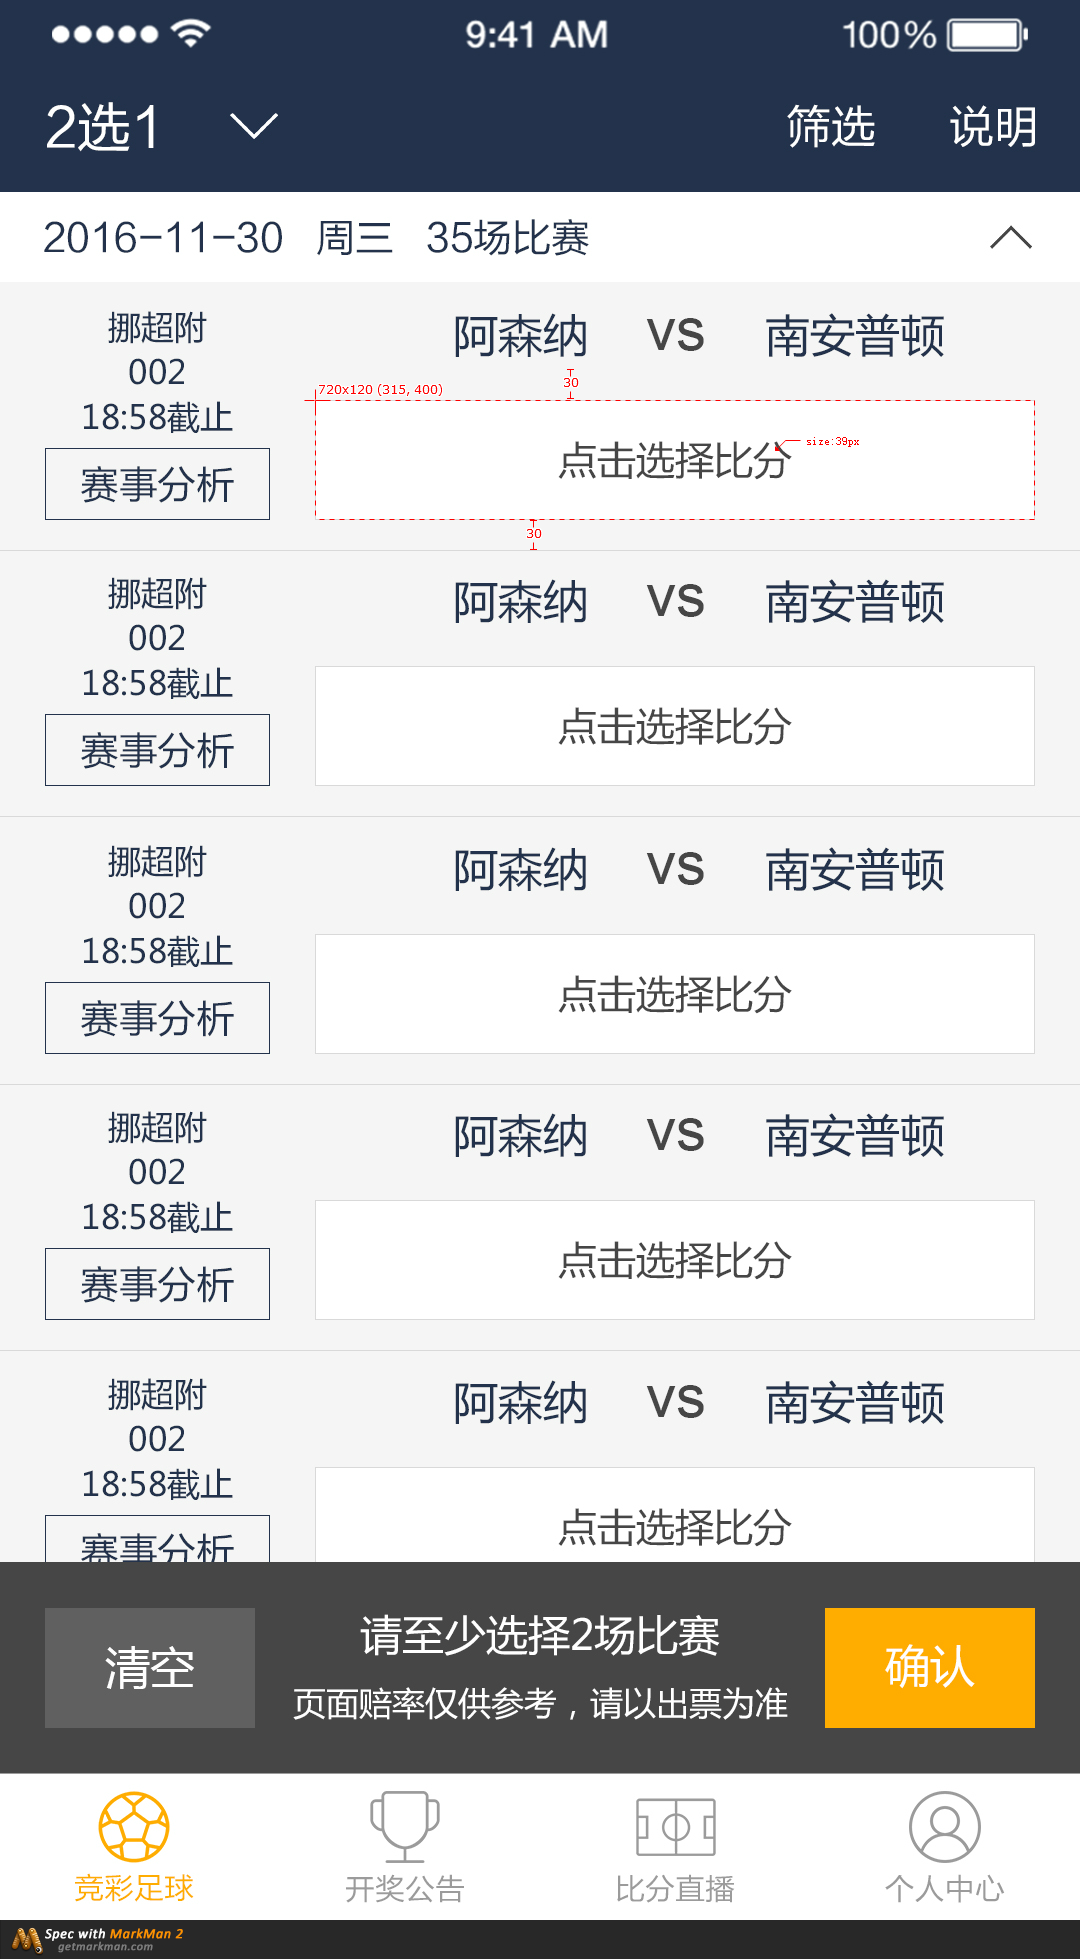 9:41 AM 100%
2选1 筛选 说明
2016-11-30 周三 35场比赛
挪超附
002
18:58截止
赛事分析
阿森纳 VS 南安普顿
30
720x120 (315, 400)
点击选择比分
size:39px
30
挪超附
002
18:58截止
赛事分析
阿森纳 VS 南安普顿
点击选择比分
挪超附
002
18:58截止
赛事分析
阿森纳 VS 南安普顿
点击选择比分
挪超附
002
18:58截止
赛事分析
阿森纳 VS 南安普顿
点击选择比分
挪超附
002
18:58截止
赛事分析
阿森纳 VS 南安普顿
点击选择比分
清空
请至少选择2场比赛
页面赔率仅供参考，请以出票为准
确认
竞彩足球 开奖公告 比分直播 个人中心
Spec with MarkMan 2
getmarkman.com